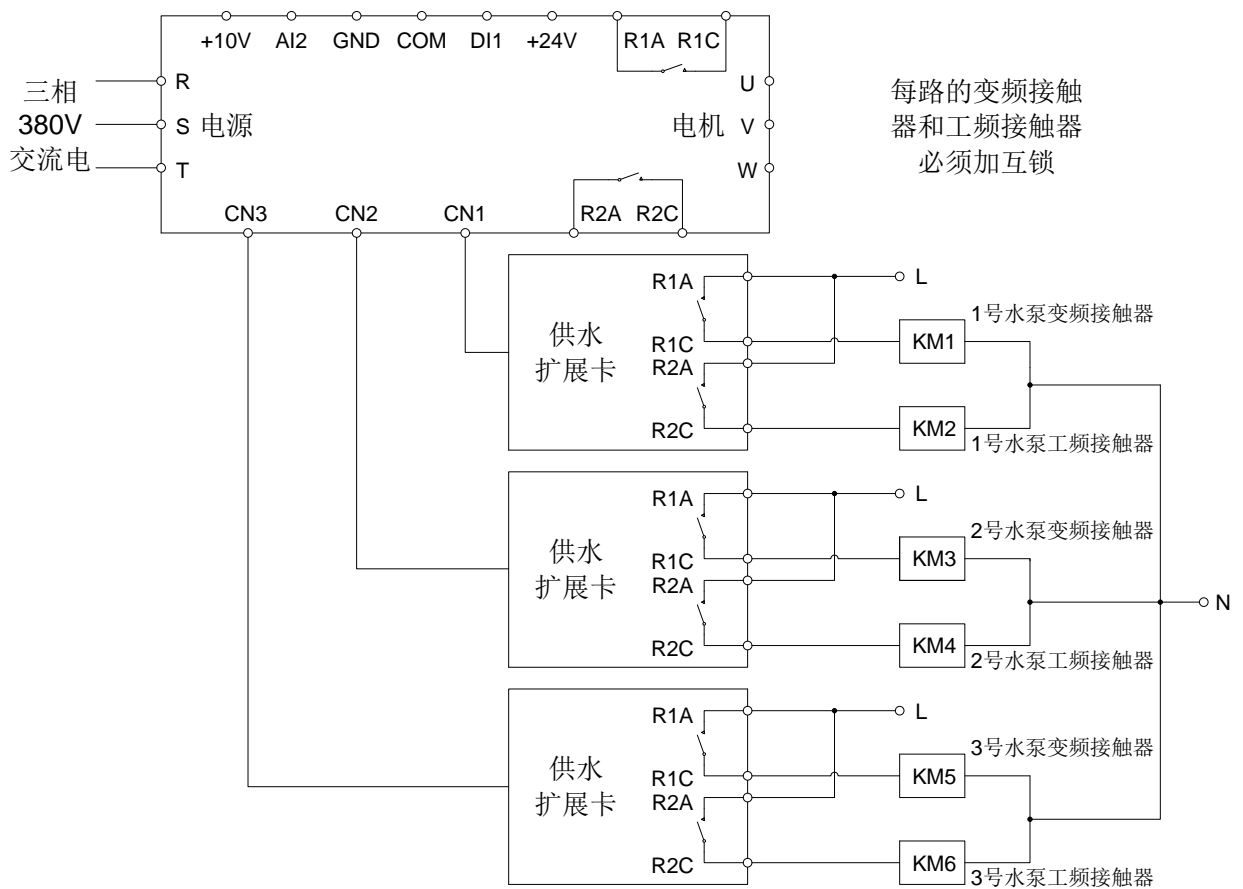 +10V AI2 GND COM DI1 +24V R1A R1C
三相
380V
交流电
R
S 电源
T
U
电机 V
W
每路的变频接触
器和工频接触器
必须加互锁
CN3 CN2 CN1 R2A R2C
供水
扩展卡
R1A
R1C
R2A
R2C
L
1号水泵变频接触器
KM1
KM2
1号水泵工频接触器
供水
扩展卡
R1A
R1C
R2A
R2C
L
2号水泵变频接触器
KM3
KM4
2号水泵工频接触器
N
供水
扩展卡
R1A
R1C
R2A
R2C
L
3号水泵变频接触器
KM5
KM6
3号水泵工频接触器